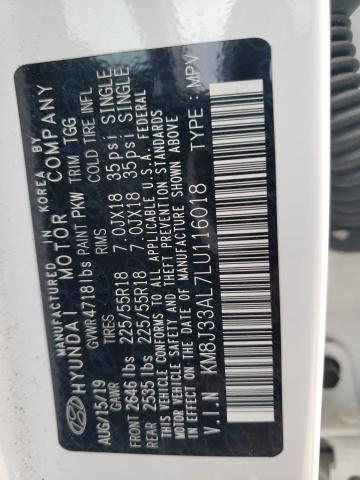 MANUFACTURED IN KOREA BY
HYUNDAI MOTOR COMPANY
AUG/15/19 GVWR 4718 lbs PAINT PKW TRIM TGG
GAWR TIRES RIMS COLD TIRE INFL
FRONT 2646 lbs 225/55R18 7.0JX18 35psi SINGLE
REAR 2535 lbs 225/55R18 7.0JX18 35psi SINGLE
THIS VEHICLE CONFORMS TO ALL APPLICABLE U.S.A. FEDERAL
MOTOR VEHICLE SAFETY, BUMPER, AND THEFT PREVENTION
STANDARDS IN EFFECT ON THE DATE OF MANUFACTURE SHOWN ABOVE
V.I.N KM8J33AL7LU116018 TYPE : MPV